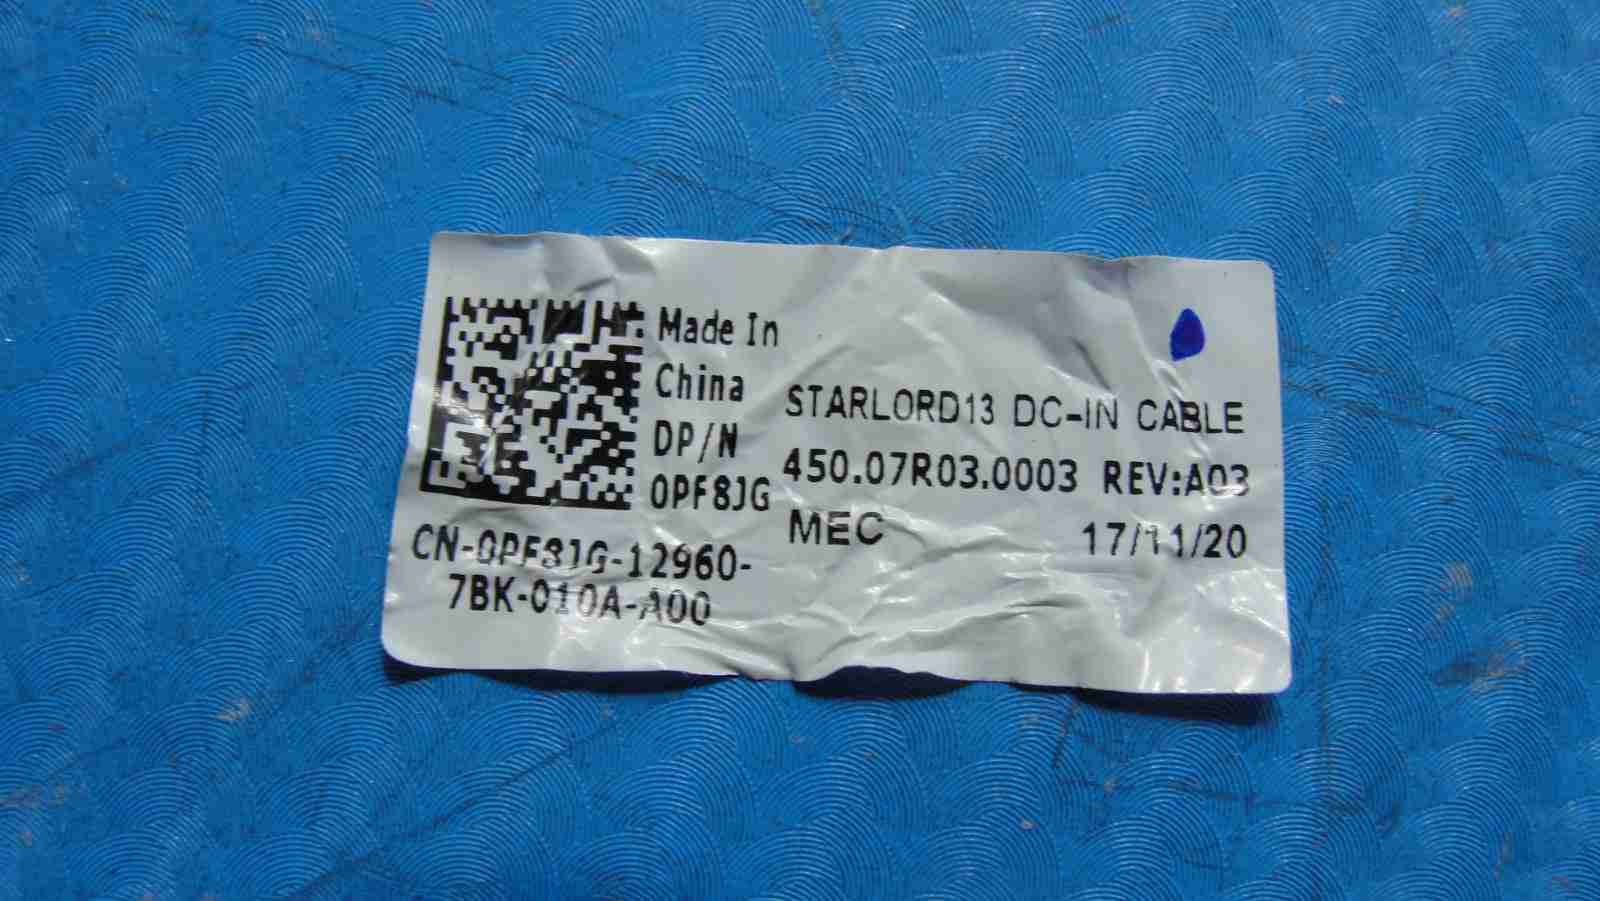 Made In
China
DP/N
0PF8JG
CN-0PF8JG-12960-
7BK-010A-A00
STARLORD13 DC-IN CABLE
450.07R03.0003 REV:A03
MEC 17/11/20